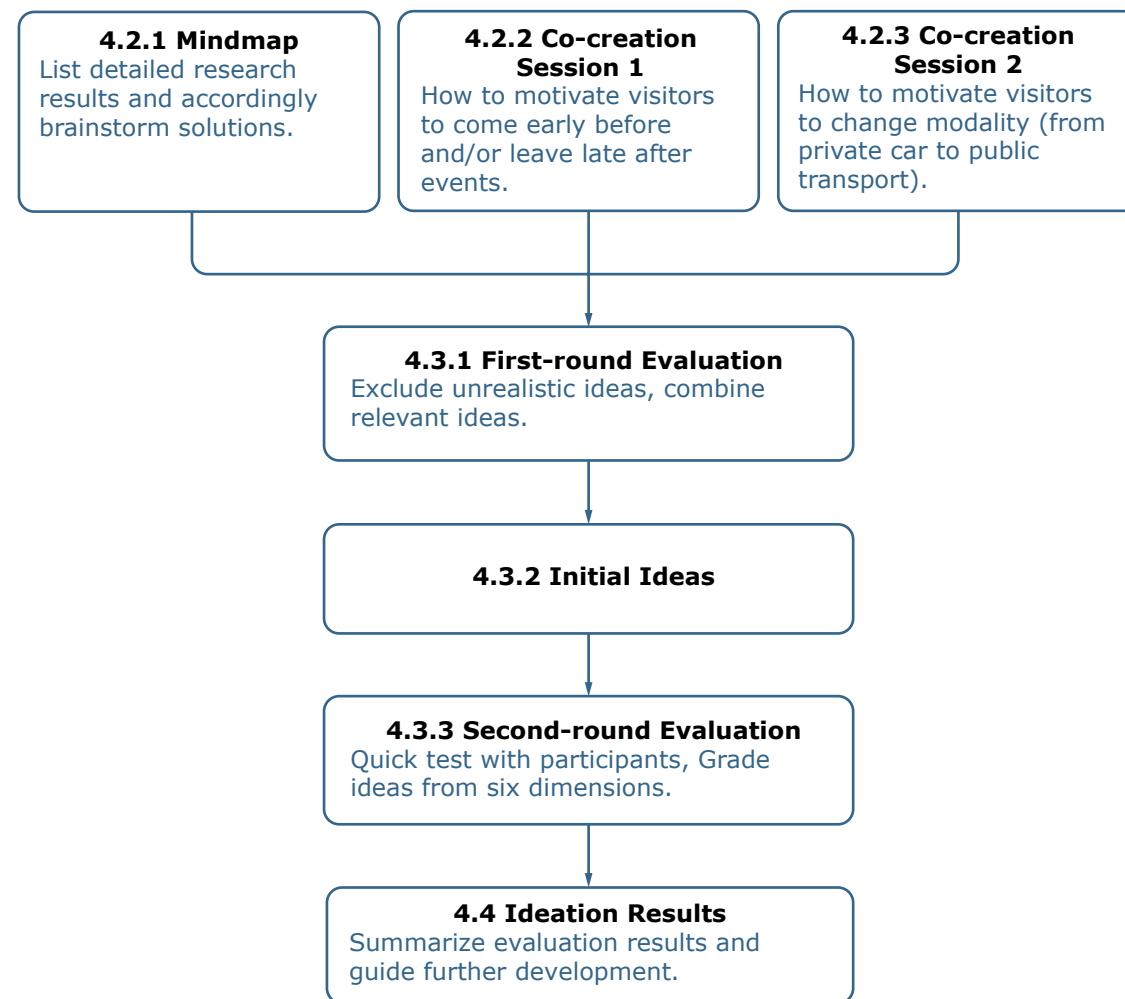 4.2.1 Mindmap
List detailed research
results and accordingly
brainstorm solutions.
4.2.2 Co-creation
Session 1
How to motivate visitors
to come early before
and/or leave late after
events.
4.2.3 Co-creation
Session 2
How to motivate visitors
to change modality (from
private car to public
transport).
4.3.1 First-round Evaluation
Exclude unrealistic ideas, combine
relevant ideas.
4.3.2 Initial Ideas
4.3.3 Second-round Evaluation
Quick test with participants, Grade
ideas from six dimensions.
4.4 Ideation Results
Summarize evaluation results and
guide further development.